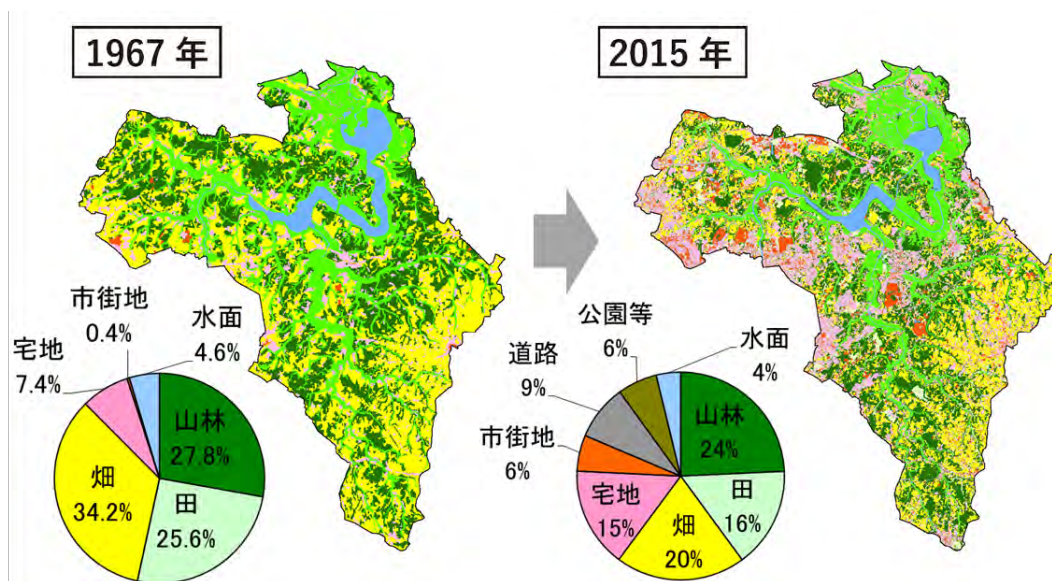 1967 年
市街地
0.4%
水面
4.6%
宅地
7.4%
山林
27.8%
畑
34.2%
田
25.6%
2015 年
公園等
6%
水面
4%
道路
9%
市街地
6%
山林
24%
宅地
15%
田
16%
畑
20%